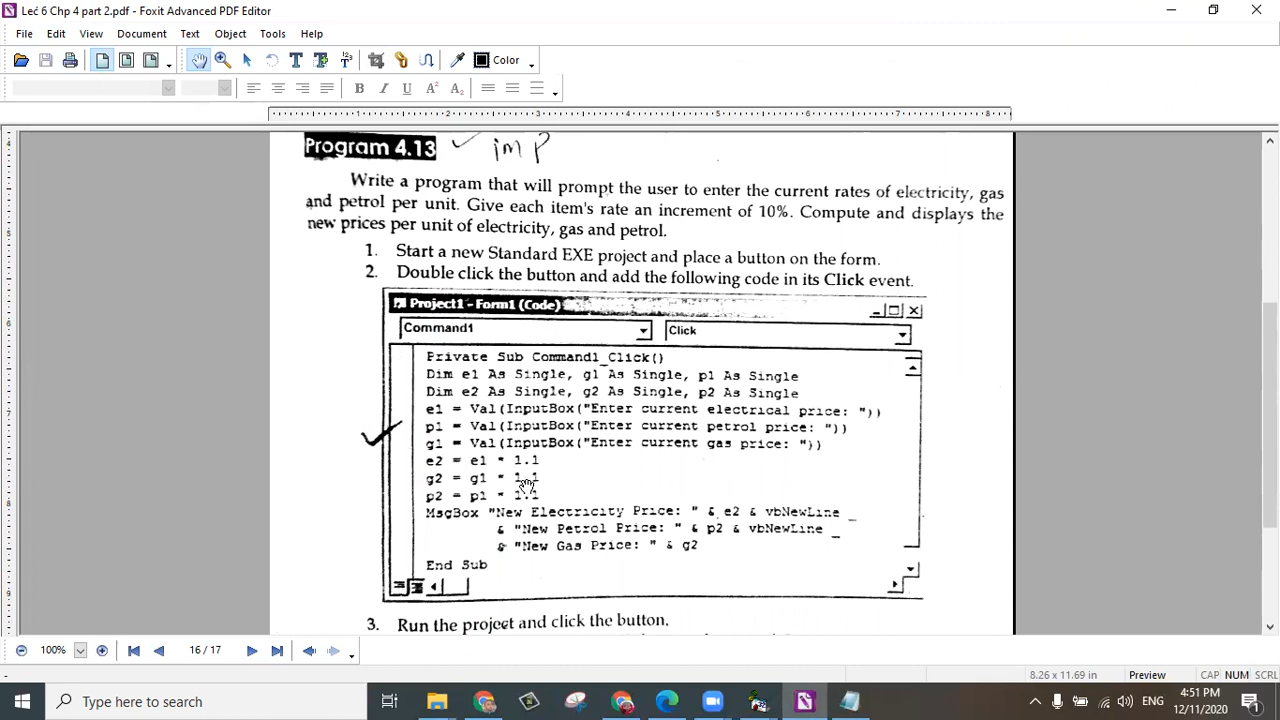 Lec 6 Chp 4 part 2.pdf - Foxit Advanced PDF Editor
File Edit View Document Text Object Tools Help
Color
Program 4.13 imp
Write a program that will prompt the user to enter the current rates of electricity, gas
and petrol per unit. Give each item's rate an increment of 10%. Compute and displays the
new prices per unit of electricity, gas and petrol.
1. Start a new Standard EXE project and place a button on the form.
2. Double click the button and add the following code in its Click event.
Project1 - Form1 (Code)
Command1 Click
Private Sub Command1_Click()
Dim e1 As Single, g1 As Single, p1 As Single
Dim e2 As Single, g2 As Single, p2 As Single
e1 = Val(InputBox("Enter current electrical price: "))
p1 = Val(InputBox("Enter current petrol price: "))
g1 = Val(InputBox("Enter current gas price: "))
e2 = e1 * 1.1
g2 = g1 * 1.1
p2 = p1 * 1.1
MsgBox "New Electricity Price: " & e2 & vbNewLine _
& "New Petrol Price: " & p2 & vbNewLine _
& "New Gas Price: " & g2
End Sub
3. Run the project and click the button.
100% 16 / 17
8.26 x 11.69 in Preview CAP NUM SCRL
Type here to search
ENG
4:51 PM
12/11/2020
1